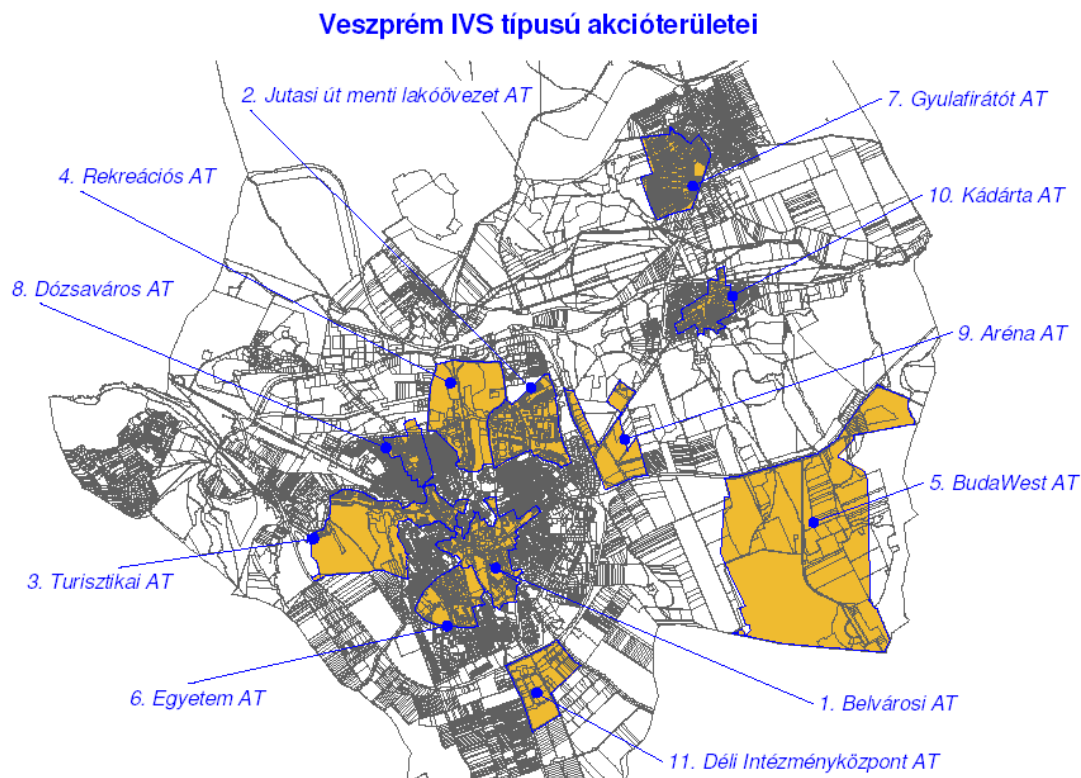 Veszprém IVS típusú akcióterületei
2. Jutasi út menti lakóövezet AT
7. Gyulafirátót AT
4. Rekreációs AT
10. Kádárta AT
8. Dózsaváros AT
9. Aréna AT
5. BudaWest AT
3. Turisztikai AT
6. Egyetem AT
1. Belvárosi AT
11. Déli Intézményközpont AT